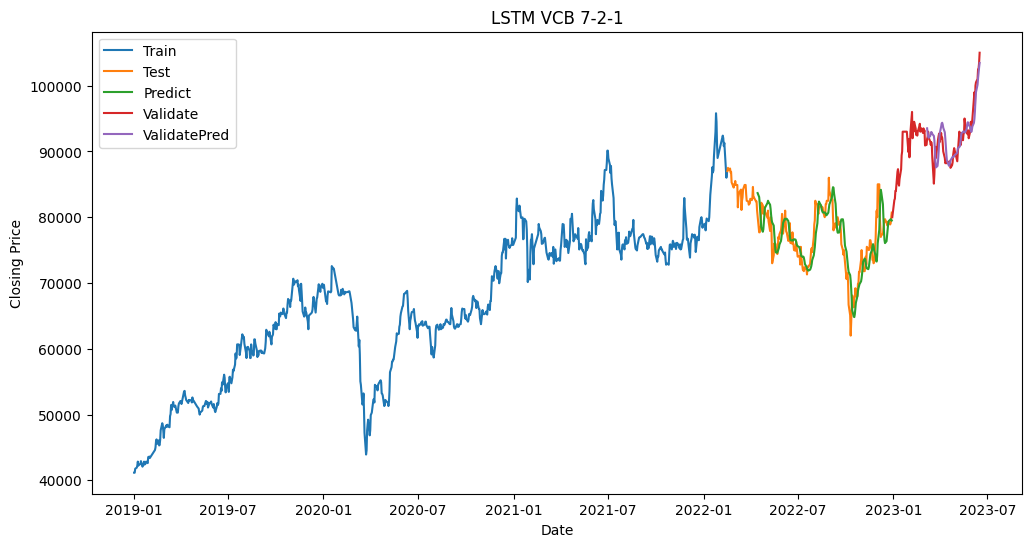 LSTM VCB 7-2-1
Train
Test
Predict
Validate
ValidatePred
Closing Price
100000
90000
80000
70000
60000
50000
40000
2019-01 2019-07 2020-01 2020-07 2021-01 2021-07 2022-01 2022-07 2023-01 2023-07
Date